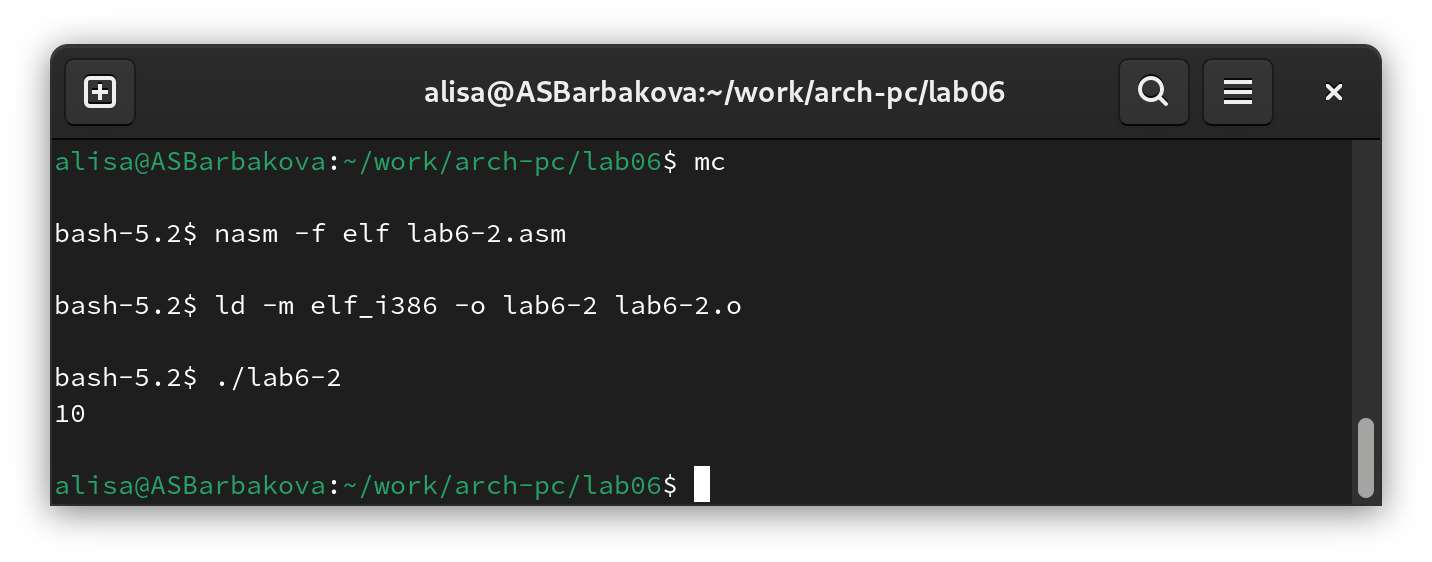 alisa@ASBarbakova:~/work/arch-pc/lab06
alisa@ASBarbakova:~/work/arch-pc/lab06$ mc
bash-5.2$ nasm -f elf lab6-2.asm
bash-5.2$ ld -m elf_i386 -o lab6-2 lab6-2.o
bash-5.2$ ./lab6-2
10
alisa@ASBarbakova:~/work/arch-pc/lab06$